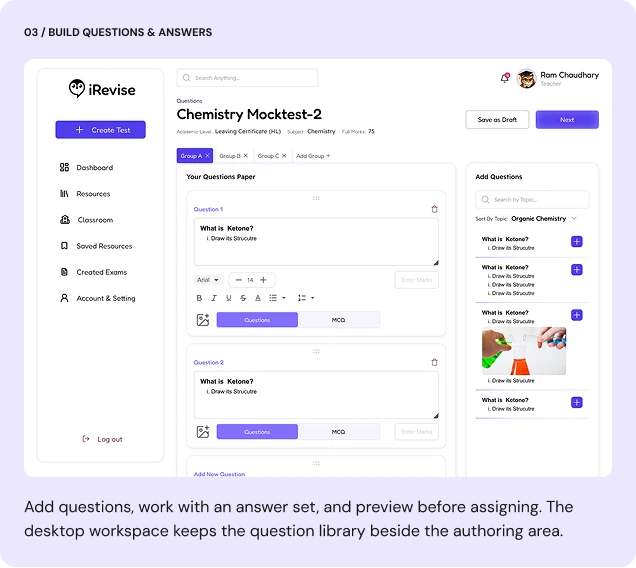 03 / BUILD QUESTIONS & ANSWERS
iRevise
Create Test
Dashboard
Resources
Classroom
Saved Resources
Created Exams
Account & Setting
Log out
Search Anything...
Ram Chaudhary
Teacher
Questions
Chemistry Mocktest-2
Academic Level: Leaving Certificate (HL) Subject: Chemistry Full Marks: 75
Save as Draft
Next
Group A × Group B × Group C × Add Group +
Your Questions Paper
Question 1
What is Ketone?
i. Draw its Strucutre
Arial — 14 +
Enter Marks
B I U S A
Questions
MCQ
Question 2
What is Ketone?
i. Draw its Strucutre
Questions
MCQ
Enter Marks
Add New Question
Add Questions
Search by Topic...
Sort By Topic: Organic Chemistry
What is Ketone?
i. Draw its Strucutre
What is Ketone?
i. Draw its Strucutre
i. Draw its Strucutre
i. Draw its Strucutre
What is Ketone?
i. Draw its Strucutre
i. Draw its Strucutre
What is Ketone?
i. Draw its Strucutre
Add questions, work with an answer set, and preview before assigning. The
desktop workspace keeps the question library beside the authoring area.